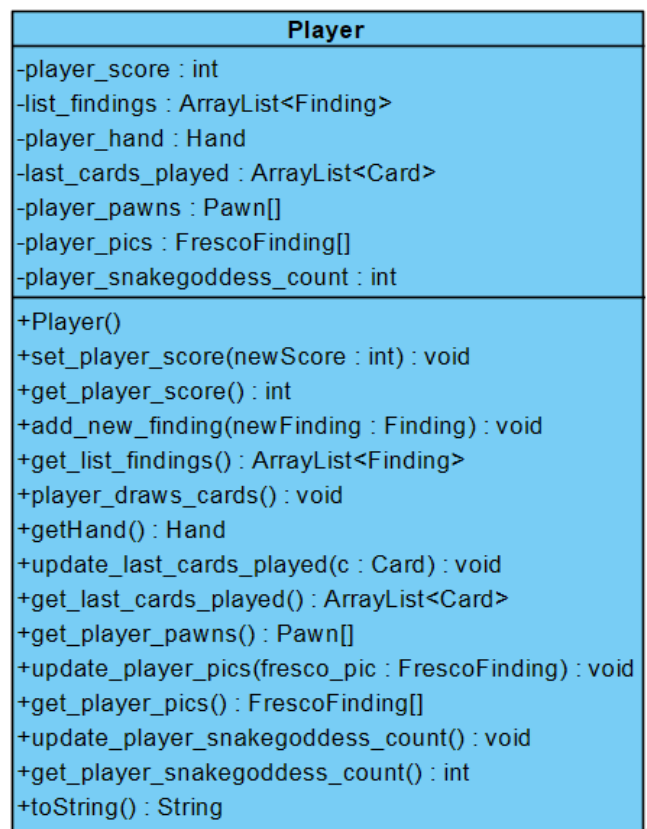 Player
-player_score : int
-list_findings : ArrayList<Finding>
-player_hand : Hand
-last_cards_played : ArrayList<Card>
-player_pawns : Pawn[]
-player_pics : FrescoFinding[]
-player_snakegoddess_count : int
+Player()
+set_player_score(newScore : int) : void
+get_player_score() : int
+add_new_finding(newFinding : Finding) : void
+get_list_findings() : ArrayList<Finding>
+player_draws_cards() : void
+getHand() : Hand
+update_last_cards_played(c : Card) : void
+get_last_cards_played() : ArrayList<Card>
+get_player_pawns() : Pawn[]
+update_player_pics(fresco_pic : FrescoFinding) : void
+get_player_pics() : FrescoFinding[]
+update_player_snakegoddess_count() : void
+get_player_snakegoddess_count() : int
+toString() : String